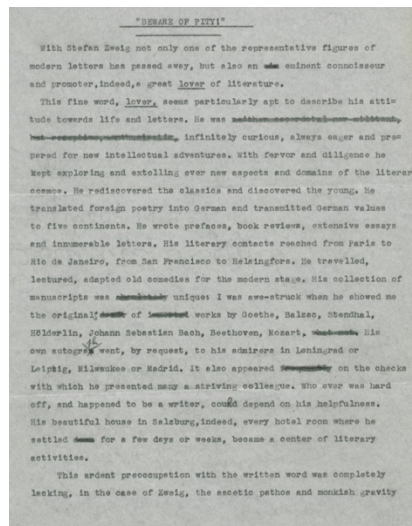 "BEWARE OF PITY!"
With Stefan Zweig not only one of the representative figures of
modern letters has passed away, but also an eminent connoisseur
and promoter,indeed,a great lover of literature.
This fine word, lover, seems particularly apt to describe his atti-
tude towards life and letters. He was
infinitely curious, always eager and pre-
pared for new intellectual adventures. With fervor and diligence he
kept exploring and extolling ever new aspects and domains of the literar
cosmos. He rediscovered the classics and discovered the young. He
translated foreign poetry into German and transmitted German values
to five continents. He wrote prefaces, book reviews, extensive essays
and innumerable letters. His literary contacts reached from Paris to
Rio de Janeiro, from San Francisco to Helsingfors. He travelled,
lectured, adapted old comedies for the modern stage. His collection of
manuscripts was unique: I was awe-struck when he showed me
the original of works by Goethe, Balzac, Stendhal,
Hölderlin, Johann Sebastian Bach, Beethoven, Mozart, His
own went, by request, to his admirers in Leningrad or
Leipzig, Milwaukee or Madrid. It also appeared on the checks
with which he presented many a striving colleague. Who ever was hard
off, and happened to be a writer, could depend on his helpfulness.
His beautiful house in Salzburg,indeed, every hotel room where he
settled for a few days or weeks, became a center of literary
activities.
This ardent preoccupation with the written word was completely
lacking, in the case of Zweig, the ascetic pathos and monkish gravity